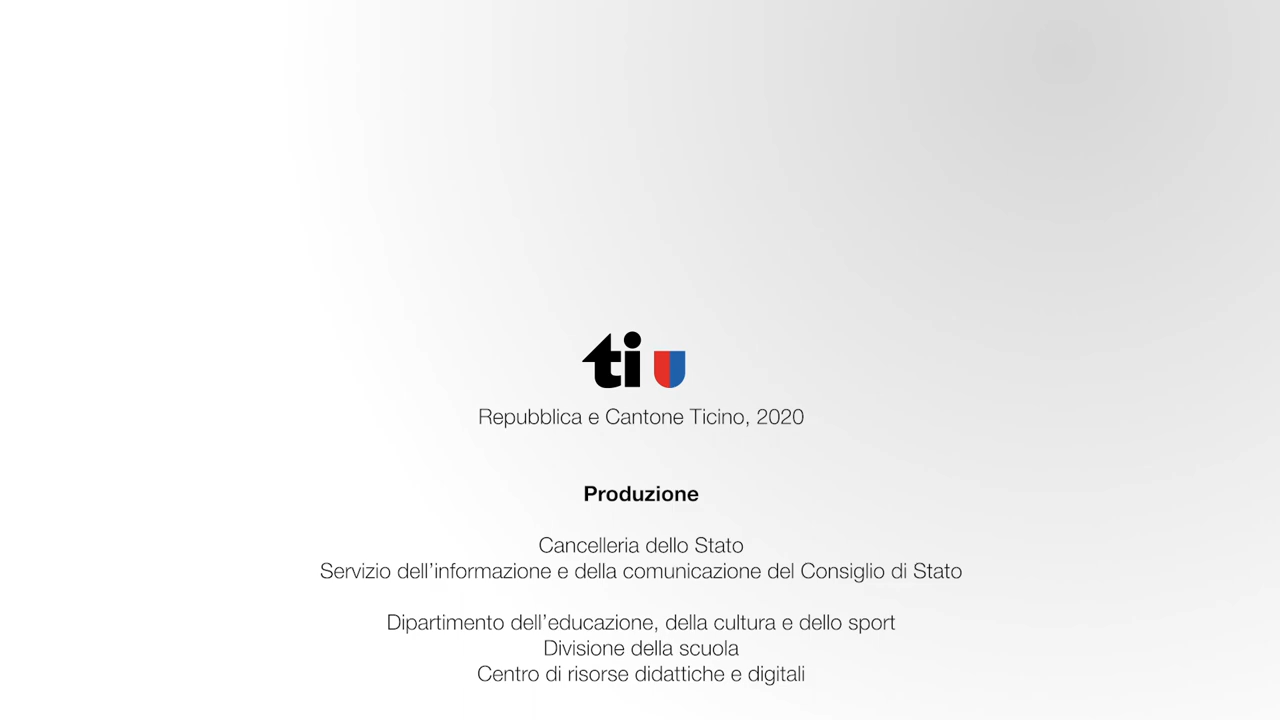 ti
Repubblica e Cantone Ticino, 2020
Produzione
Cancelleria dello Stato
Servizio dell’informazione e della comunicazione del Consiglio di Stato
Dipartimento dell’educazione, della cultura e dello sport
Divisione della scuola
Centro di risorse didattiche e digitali